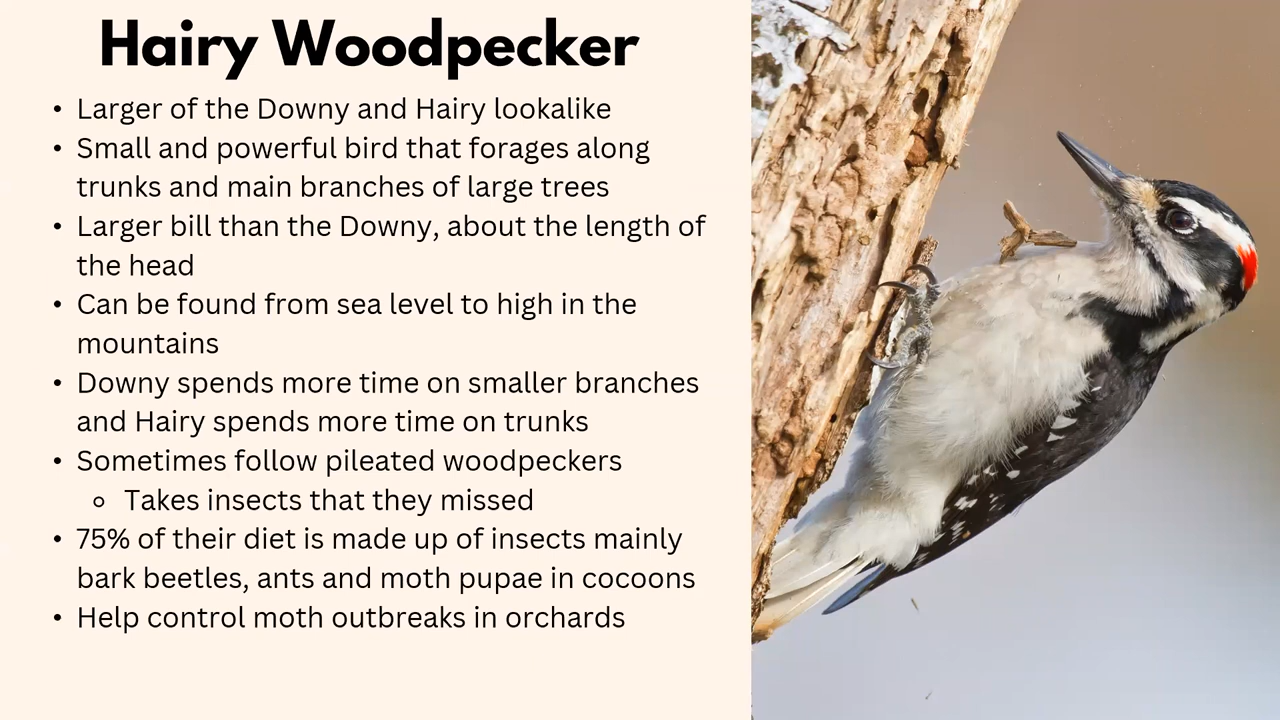 Hairy Woodpecker
• Larger of the Downy and Hairy lookalike
• Small and powerful bird that forages along
trunks and main branches of large trees
• Larger bill than the Downy, about the length of
the head
• Can be found from sea level to high in the
mountains
• Downy spends more time on smaller branches
and Hairy spends more time on trunks
• Sometimes follow pileated woodpeckers
◦ Takes insects that they missed
• 75% of their diet is made up of insects mainly
bark beetles, ants and moth pupae in cocoons
• Help control moth outbreaks in orchards